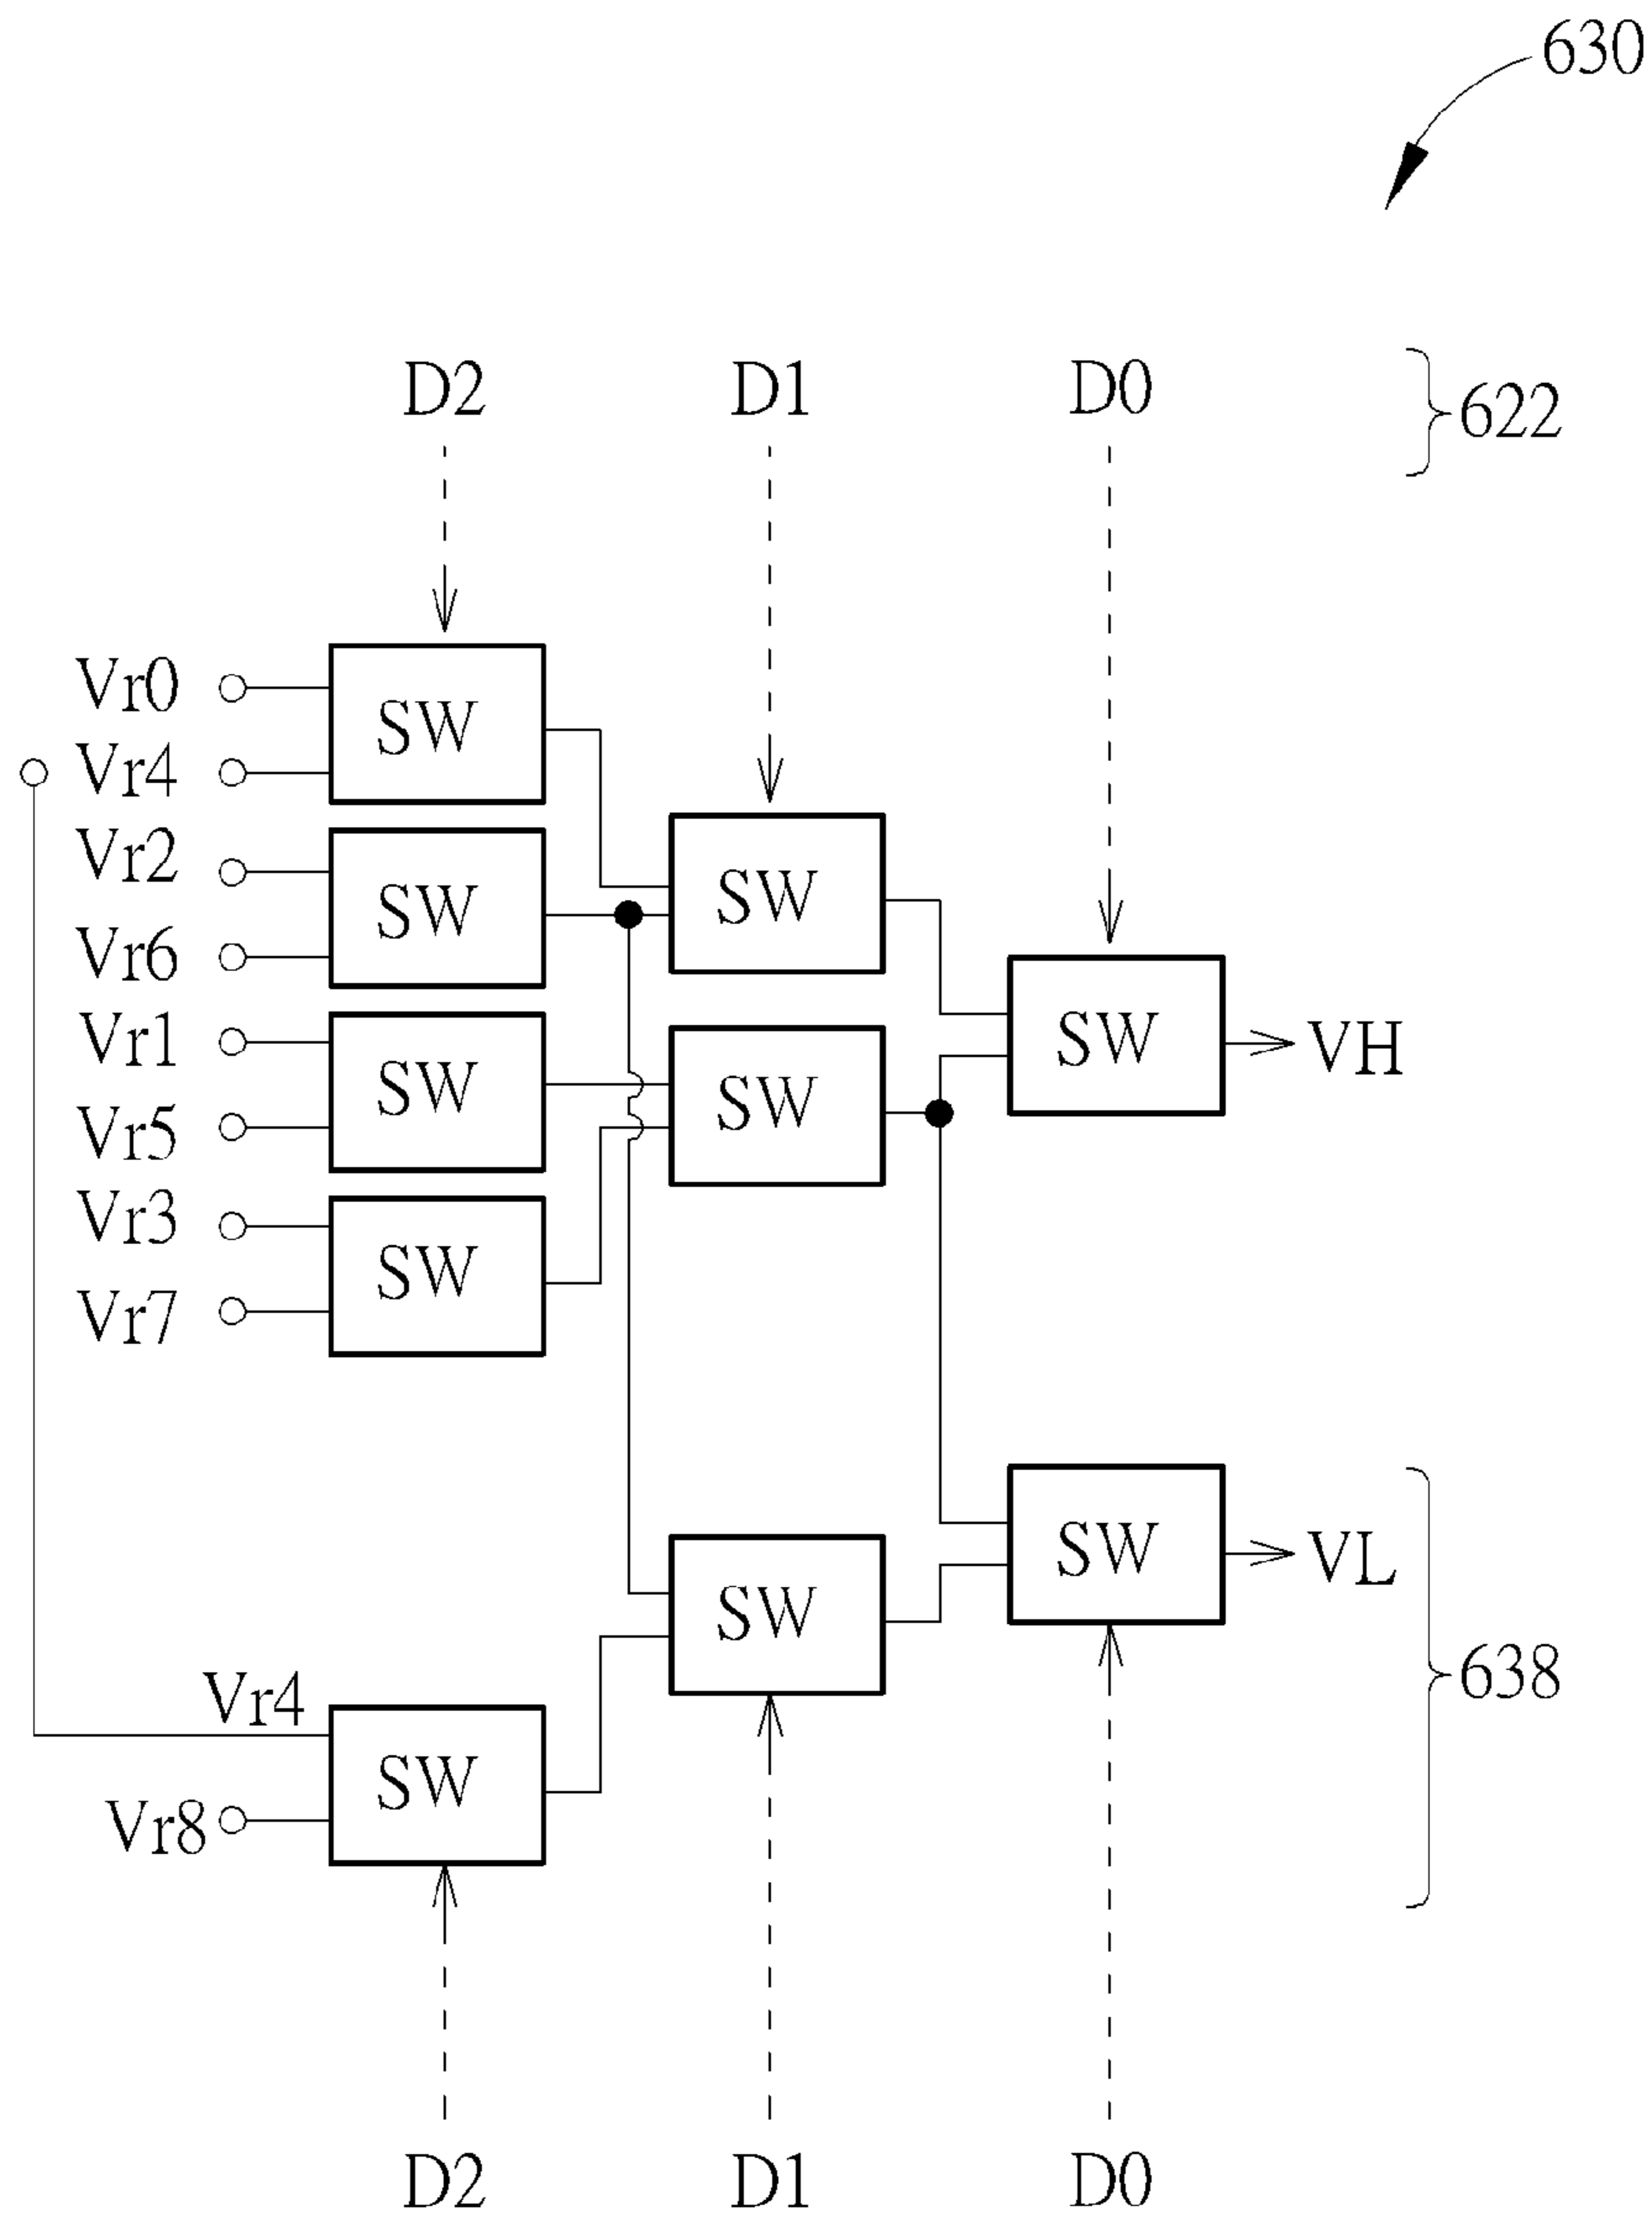 630
D2 D1 D0
622
Vr0
SW
Vr4
Vr2
SW
SW
Vr6
Vr1
SW
VH
SW
SW
Vr5
Vr3
SW
Vr7
SW
VL
SW
638
Vr4
SW
Vr8
D2 D1 D0